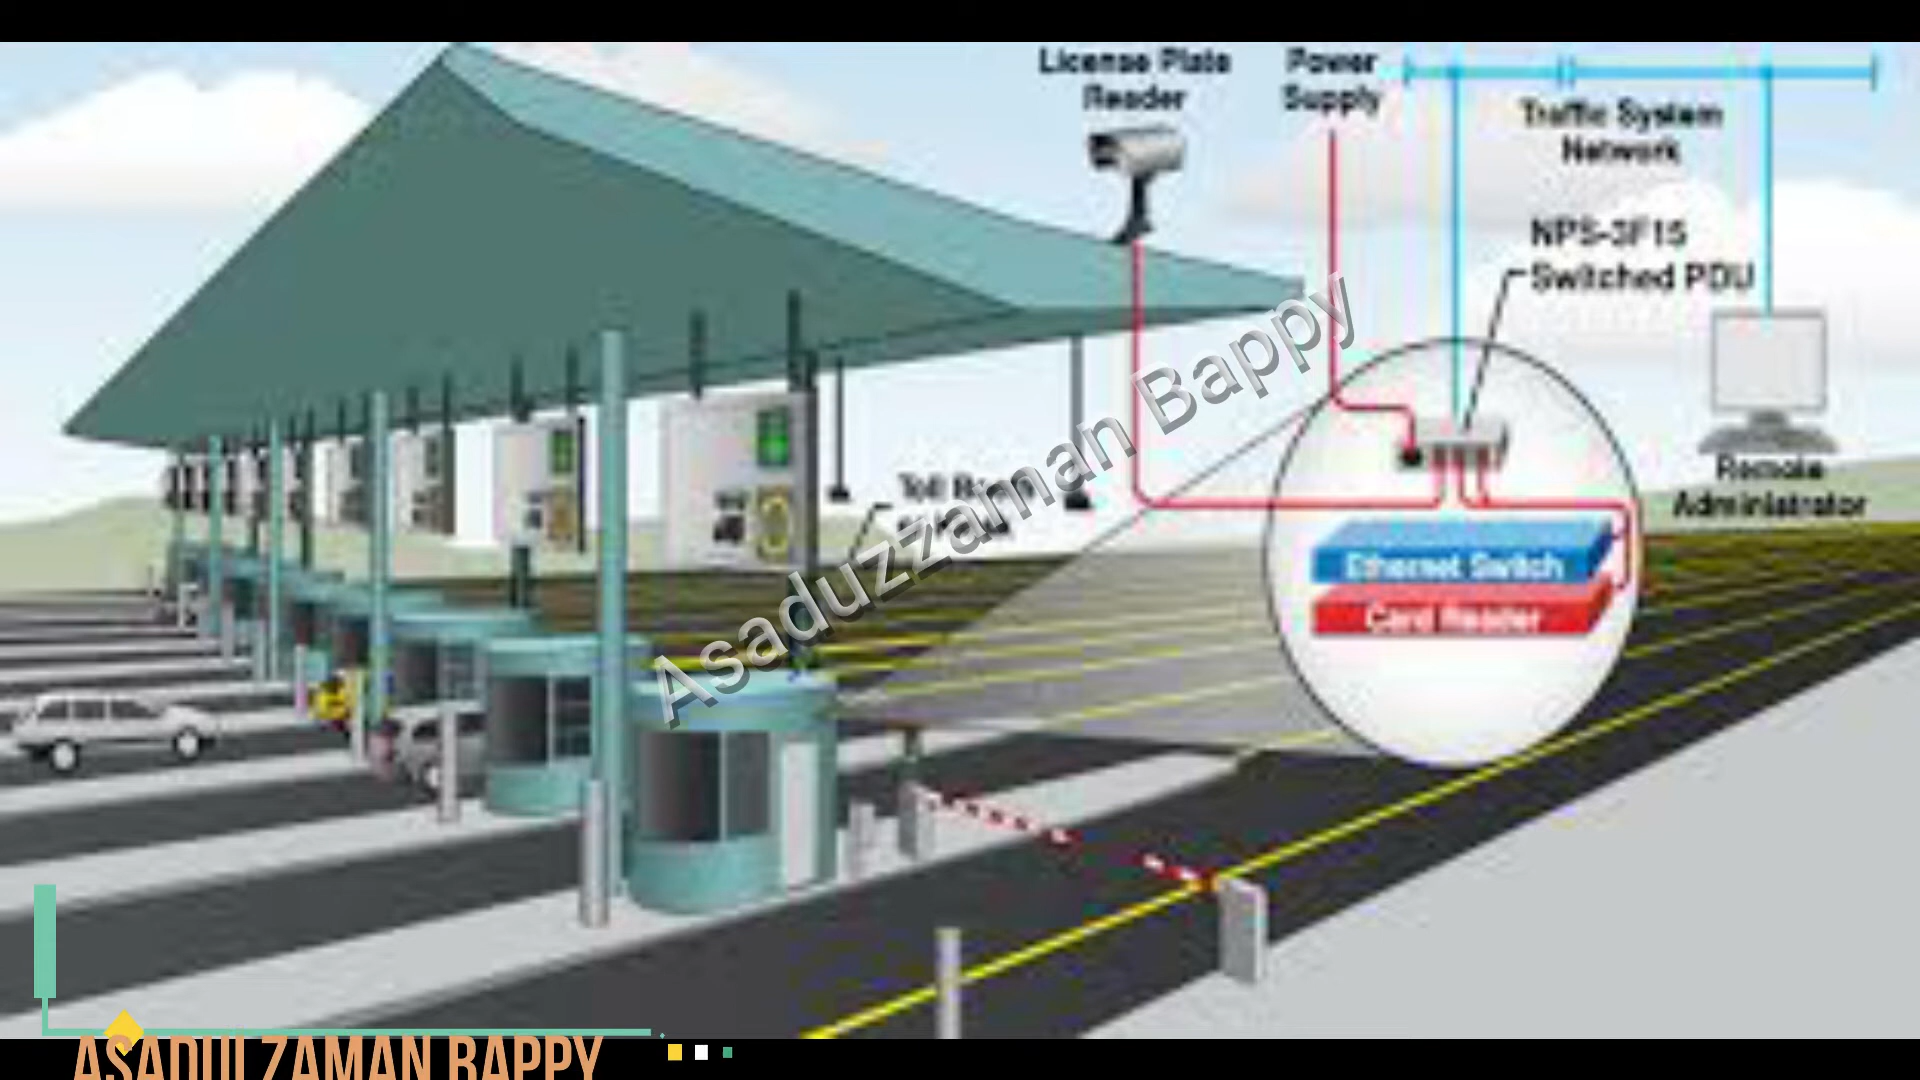 License Plate
Reader
Power
Supply
Traffic System
Network
NPS-3F15
Switched PDU
Remote
Administrator
Toll
Ethernet Switch
Card Reader
Asaduzzaman Bappy
ASADULZAMAN BAPPY